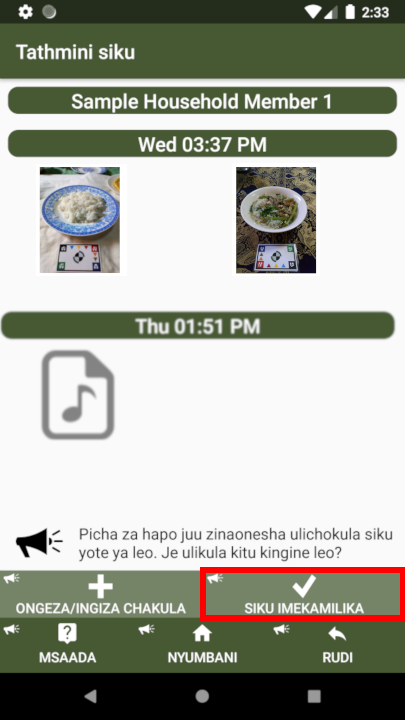 2:33
Tathmini siku
Sample Household Member 1
Wed 03:37 PM
Thu 01:51 PM
Picha za hapo juu zinaonesha ulichokula siku
yote ya leo. Je ulikula kitu kingine leo?
ONGEZA/INGIZA CHAKULA
SIKU IMEKAMILIKA
MSAADA
NYUMBANI
RUDI